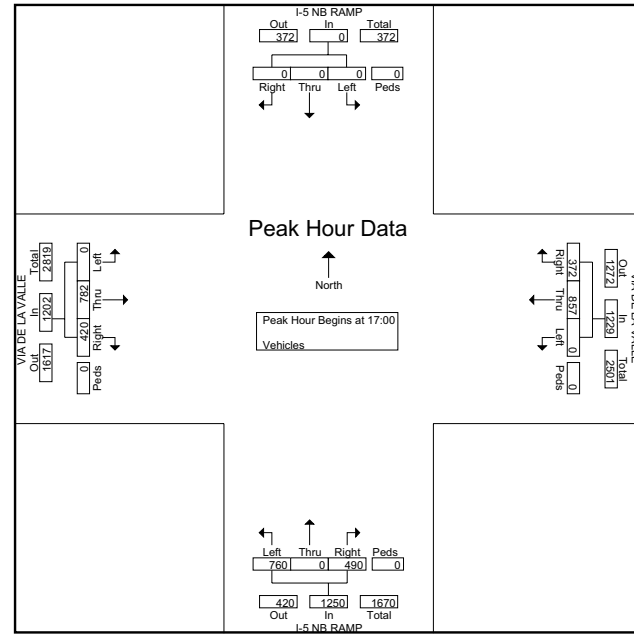 I-5 NB RAMP
Out In Total
372 0 372
0 0 0 0
Right Thru Left Peds
Peak Hour Data
North
Peak Hour Begins at 17:00
Vehicles
VIA DE LA VALLE
Total In Out
2819 1202 1617
0 782 420 0
Left Thru Right Peds
VIA DE LA VALLE
Out In Total
1272 1229 2501
372 857 0 0
Right Thru Left Peds
Left Thru Right Peds
760 0 490 0
420 1250 1670
Out In Total
I-5 NB RAMP